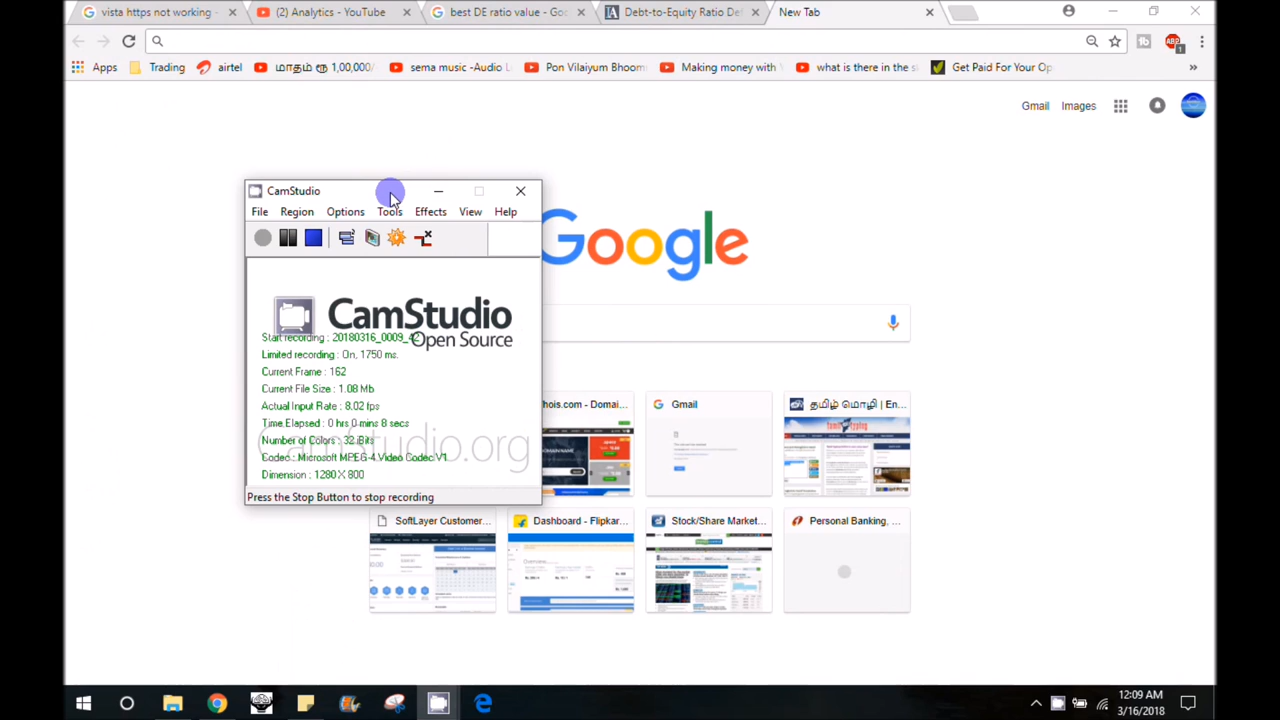 vista https not working -
(2) Analytics - YouTube
best DE ratio value - Goo
Debt-to-Equity Ratio Def
New Tab
Apps
Trading
airtel
மாதம் ரூ 1,00,000/
sema music -Audio L
Pon Vilaiyum Bhoom
Making money with
what is there in the s
Get Paid For Your Op
»
Gmail
Images
CamStudio
File Region Options Tools Effects View Help
Google
CamStudio
Open Source
Start recording : 20180316_0009_42
Limited recording : On, 1750 ms.
Current Frame : 162
Current File Size : 1.08 Mb
Actual Input Rate : 8.02 fps
Time Elapsed : 0 hrs 0 mins 8 secs
Number of Colors : 32 Bits
Codec : Microsoft MPEG-4 Video Codec V1
Dimension : 1280 X 800
Camstudio.org
Press the Stop Button to stop recording
hois.com - Domai...
Gmail
தமிழ் மொழி | En...
SoftLayer Customer...
Dashboard - Flipkar...
Stock/Share Market...
Personal Banking, ...
12:09 AM
3/16/2018